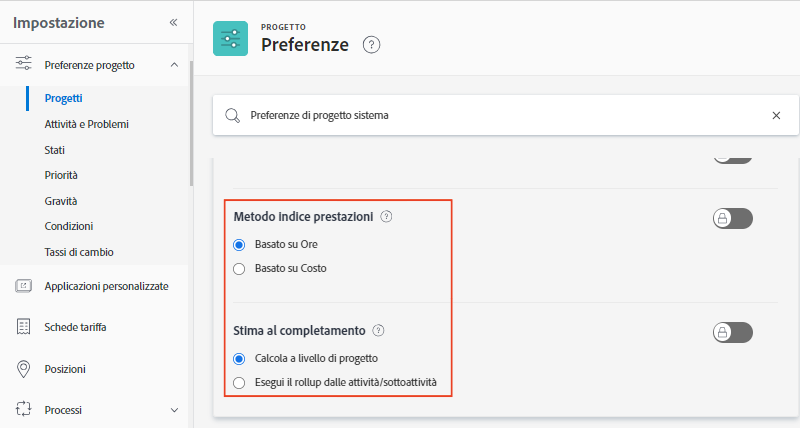 Impostazione
Preferenze progetto
Progetti
Attività e Problemi
Stati
Priorità
Gravità
Condizioni
Tassi di cambio
Applicazioni personalizzate
Schede tariffa
Posizioni
Processi
PROGETTO
Preferenze
Preferenze di progetto sistema
Metodo indice prestazioni
Basato su Ore
Basato su Costo
Stima al completamento
Calcola a livello di progetto
Esegui il rollup dalle attività/sottoattività